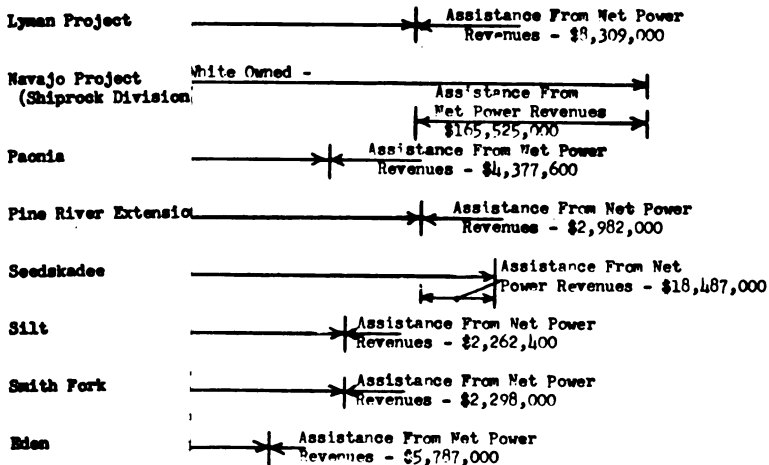 Lyman Project
Assistance From Net Power
Revenues - $8,309,000
Navajo Project
(Shiprock Division
White Owned -
Assistance From
Net Power Revenues
$165,525,000
Paonia
Assistance From Net Power
Revenues - $4,377,600
Pine River Extensio
Assistance From Net Power
Revenues - $2,982,000
Seedskadee
Assistance From Net
Power Revenues - $18,487,000
Silt
Assistance From Net Power
Revenues - $2,262,400
Smith Fork
Assistance From Net Power
Revenues - $2,298,000
Eden
Assistance From Net Power
Revenues - $5,787,000